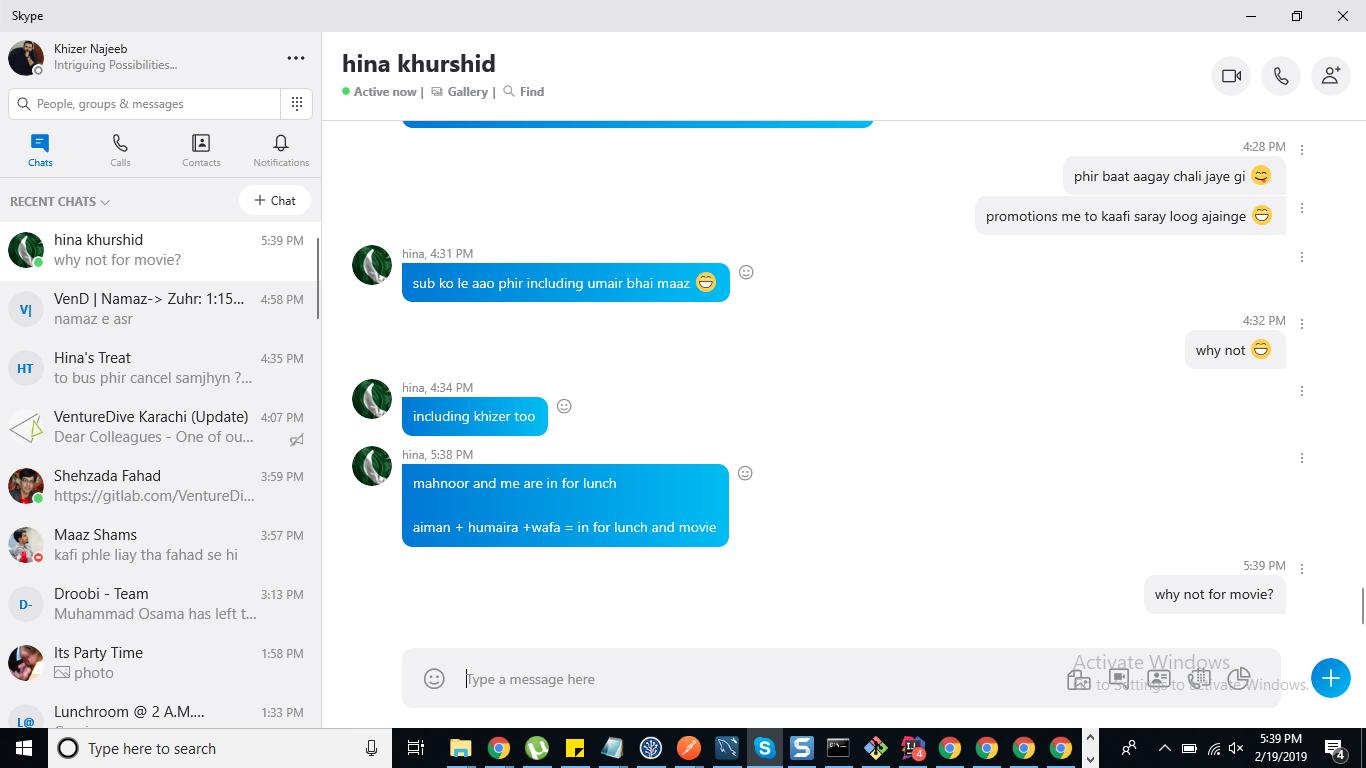 Skype
Khizer Najeeb
Intriguing Possibilities...
People, groups & messages
Chats
Calls
Contacts
Notifications
RECENT CHATS
+ Chat
hina khurshid
5:39 PM
why not for movie?
V|
VenD | Namaz-> Zuhr: 1:15...
4:58 PM
namaz e asr
HT
Hina's Treat
4:35 PM
to bus phir cancel samjhyn ?...
VentureDive Karachi (Update)
4:07 PM
Dear Colleagues - One of ou...
Shehzada Fahad
3:59 PM
https://gitlab.com/VentureDi...
Maaz Shams
3:57 PM
kafi phle liay tha fahad se hi
D-
Droobi - Team
3:13 PM
Muhammad Osama has left t...
Its Party Time
1:58 PM
photo
L@
Lunchroom @ 2 A.M....
1:33 PM
hina khurshid
Active now | Gallery | Find
4:28 PM
phir baat aagay chali jaye gi
promotions me to kaafi saray loog ajainge
hina, 4:31 PM
sub ko le aao phir including umair bhai maaz
4:32 PM
why not
hina, 4:34 PM
including khizer too
hina, 5:38 PM
mahnoor and me are in for lunch
aiman + humaira +wafa = in for lunch and movie
5:39 PM
why not for movie?
Type a message here
Activate Windows
to Settings to activate Windows.
Type here to search
4
5:39 PM
2/19/2019
4